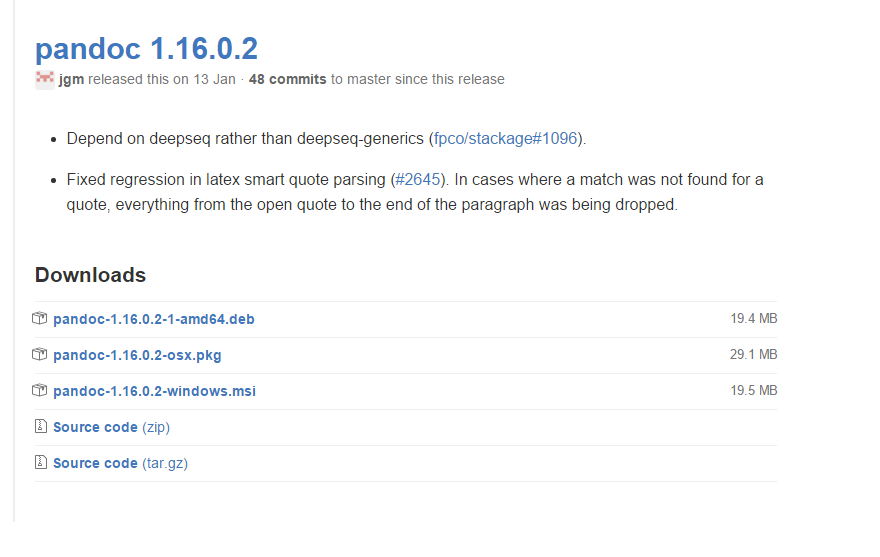 pandoc 1.16.0.2
jgm released this on 13 Jan · 48 commits to master since this release
Depend on deepseq rather than deepseq-generics (fpco/stackage#1096).
Fixed regression in latex smart quote parsing (#2645). In cases where a match was not found for a
quote, everything from the open quote to the end of the paragraph was being dropped.
Downloads
pandoc-1.16.0.2-1-amd64.deb 19.4 MB
pandoc-1.16.0.2-osx.pkg 29.1 MB
pandoc-1.16.0.2-windows.msi 19.5 MB
Source code (zip)
Source code (tar.gz)